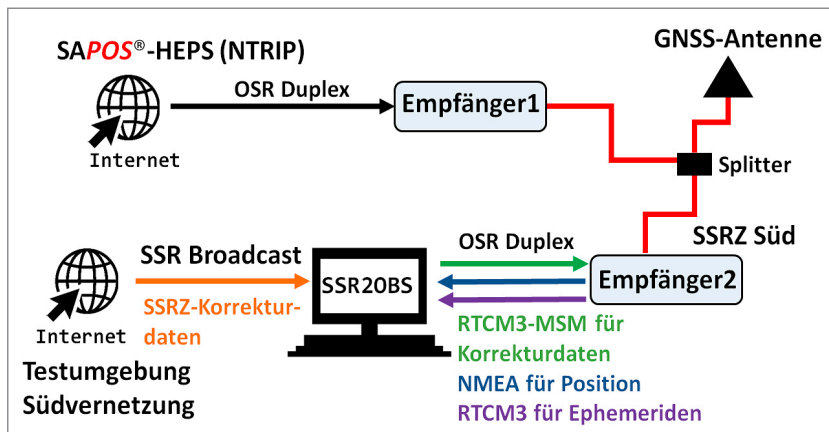 SAPOS®-HEPS (NTRIP)
GNSS-Antenne
OSR Duplex
Empfänger1
Internet
Splitter
SSR Broadcast
OSR Duplex
SSRZ Süd
SSR2OBS
Empfänger2
SSRZ-Korrektur-
daten
Internet
RTCM3-MSM für
Korrekturdaten
NMEA für Position
RTCM3 für Ephemeriden
Testumgebung
Südvernetzung